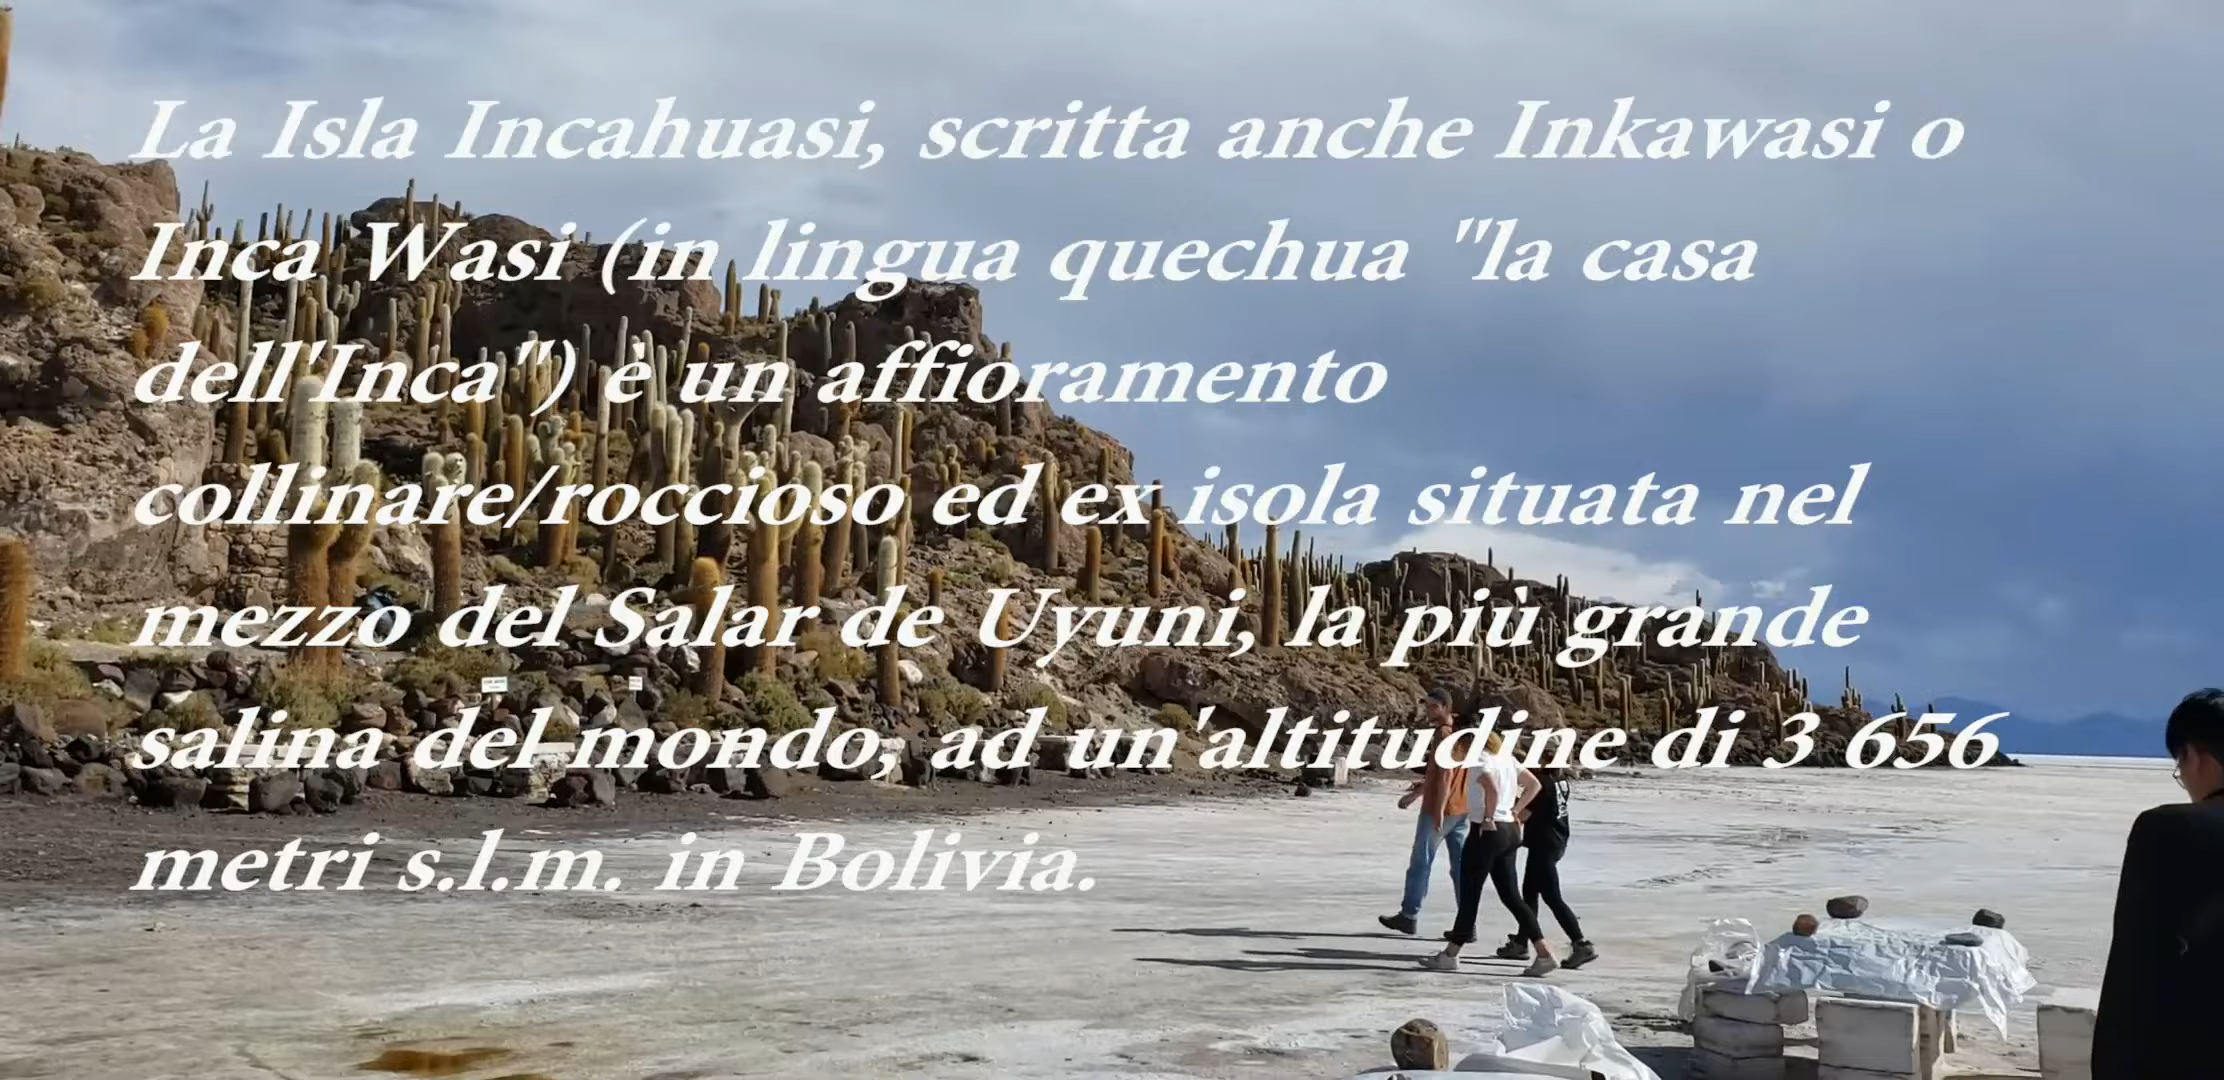 La Isla Incahuasi, scritta anche Inkawasi o
Inca Wasi (in lingua quechua "la casa
dell'Inca") è un affioramento
collinare/roccioso ed ex isola situata nel
mezzo del Salar de Uyuni, la più grande
salina del mondo, ad un'altitudine di 3 656
metri s.l.m. in Bolivia.